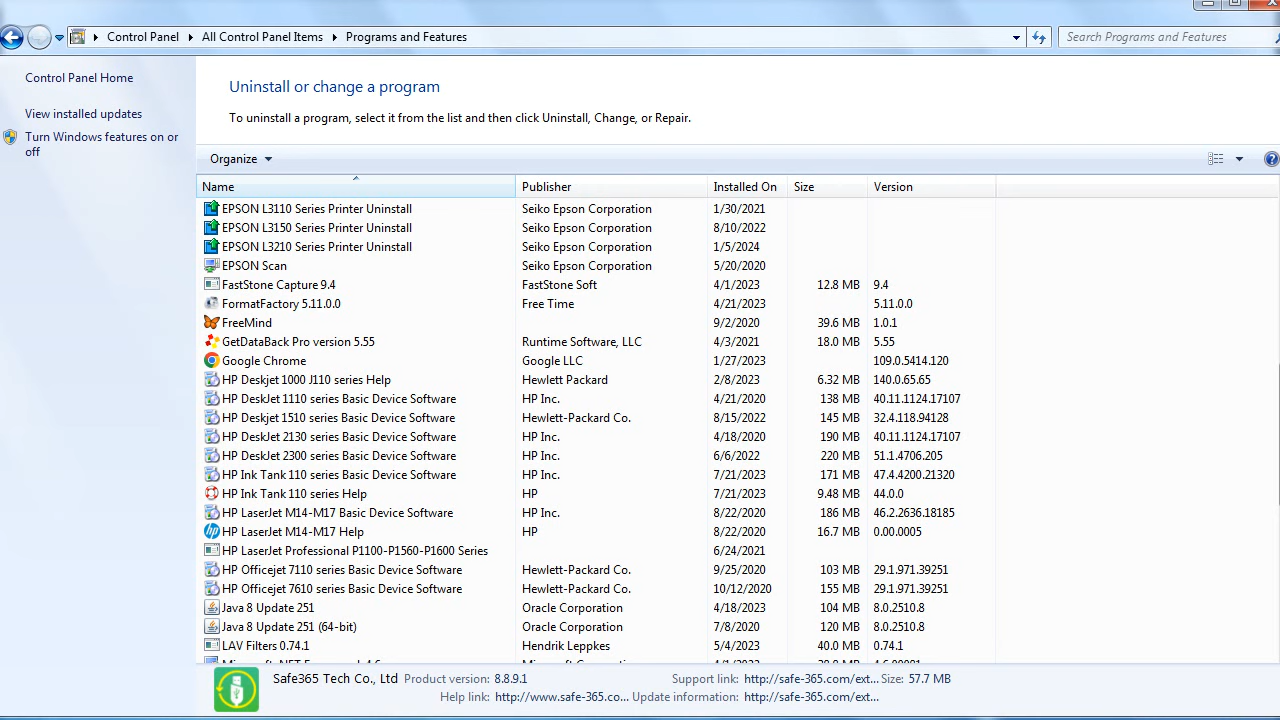 Control Panel All Control Panel Items Programs and Features Search Programs and Features
Control Panel Home
View installed updates
Turn Windows features on or
off
Uninstall or change a program
To uninstall a program, select it from the list and then click Uninstall, Change, or Repair.
Organize
Name Publisher Installed On Size Version
EPSON L3110 Series Printer Uninstall Seiko Epson Corporation 1/30/2021
EPSON L3150 Series Printer Uninstall Seiko Epson Corporation 8/10/2022
EPSON L3210 Series Printer Uninstall Seiko Epson Corporation 1/5/2024
EPSON Scan Seiko Epson Corporation 5/20/2020
FastStone Capture 9.4 FastStone Soft 4/1/2023 12.8 MB 9.4
FormatFactory 5.11.0.0 Free Time 4/21/2023 5.11.0.0
FreeMind 9/2/2020 39.6 MB 1.0.1
GetDataBack Pro version 5.55 Runtime Software, LLC 4/3/2021 18.0 MB 5.55
Google Chrome Google LLC 1/27/2023 109.0.5414.120
HP Deskjet 1000 J110 series Help Hewlett Packard 2/8/2023 6.32 MB 140.0.65.65
HP DeskJet 1110 series Basic Device Software HP Inc. 4/21/2020 138 MB 40.11.1124.17107
HP Deskjet 1510 series Basic Device Software Hewlett-Packard Co. 8/15/2022 145 MB 32.4.118.94128
HP DeskJet 2130 series Basic Device Software HP Inc. 4/18/2020 190 MB 40.11.1124.17107
HP DeskJet 2300 series Basic Device Software HP Inc. 6/6/2022 220 MB 51.1.4706.205
HP Ink Tank 110 series Basic Device Software HP Inc. 7/21/2023 171 MB 47.4.4200.21320
HP Ink Tank 110 series Help HP 7/21/2023 9.48 MB 44.0.0
HP LaserJet M14-M17 Basic Device Software HP Inc. 8/22/2020 186 MB 46.2.2636.18185
HP LaserJet M14-M17 Help HP 8/22/2020 16.7 MB 0.00.0005
HP LaserJet Professional P1100-P1560-P1600 Series 6/24/2021
HP Officejet 7110 series Basic Device Software Hewlett-Packard Co. 9/25/2020 103 MB 29.1.971.39251
HP Officejet 7610 series Basic Device Software Hewlett-Packard Co. 10/12/2020 155 MB 29.1.971.39251
Java 8 Update 251 Oracle Corporation 4/18/2023 104 MB 8.0.2510.8
Java 8 Update 251 (64-bit) Oracle Corporation 7/8/2020 120 MB 8.0.2510.8
LAV Filters 0.74.1 Hendrik Leppkes 5/4/2023 40.0 MB 0.74.1
Safe365 Tech Co., Ltd Product version: 8.8.9.1 Support link: http://safe-365.com/ext... Size: 57.7 MB
Help link: http://www.safe-365.co... Update information: http://safe-365.com/ext...